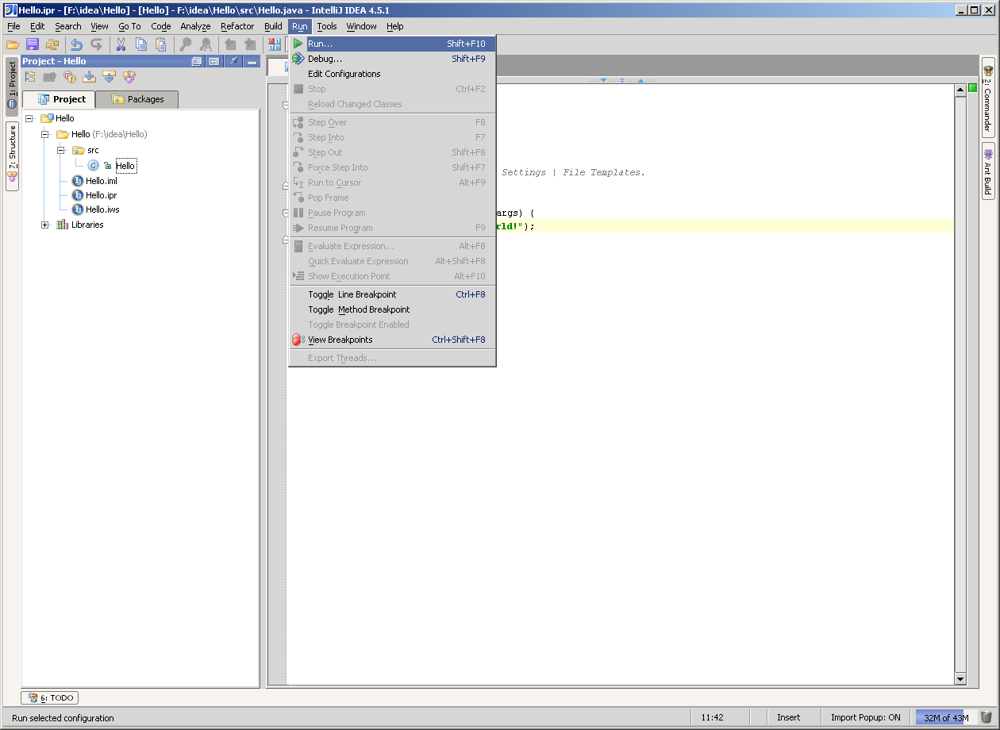 Hello.ipr - [F:\idea\Hello] - [Hello] - F:\idea\Hello\src\Hello.java - IntelliJ IDEA 4.5.1
File Edit Search View Go To Code Analyze Refactor Build Run Tools Window Help
Project - Hello
1: Project
7: Structure
Project Packages
Hello
Hello (F:\idea\Hello)
src
Hello
Hello.iml
Hello.ipr
Hello.iws
Libraries
Run... Shift+F10
Debug... Shift+F9
Edit Configurations
Stop Ctrl+F2
Reload Changed Classes
Step Over F8
Step Into F7
Step Out Shift+F8
Force Step Into Shift+F7
Run to Cursor Alt+F9
Pop Frame
Pause Program
Resume Program F9
Evaluate Expression... Alt+F8
Quick Evaluate Expression Alt+Shift+F8
Show Execution Point Alt+F10
Toggle Line Breakpoint Ctrl+F8
Toggle Method Breakpoint
Toggle Breakpoint Enabled
View Breakpoints Ctrl+Shift+F8
Export Threads...
Settings | File Templates.
args) {
rld!");
2: Commander
Ant Build
6: TODO
Run selected configuration 11:42 Insert Import Popup: ON 32M of 43M